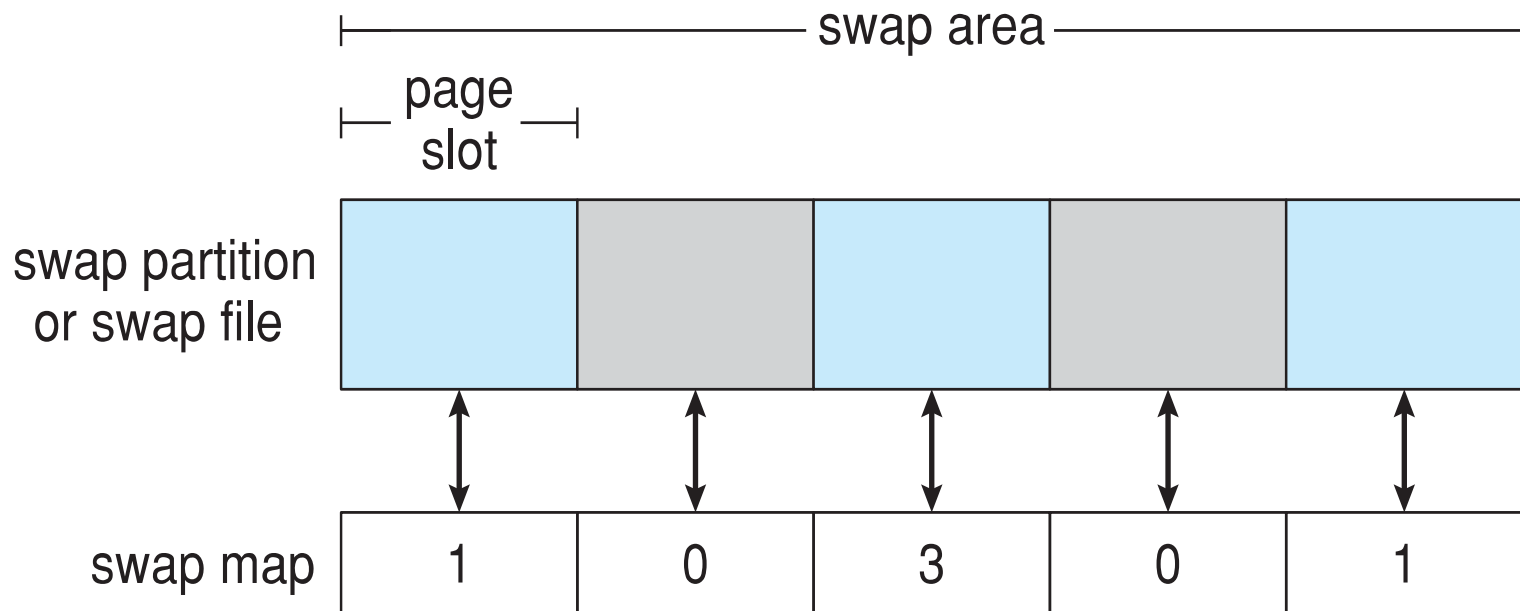 swap area
page
slot
swap partition
or swap file
swap map 1 0 3 0 1